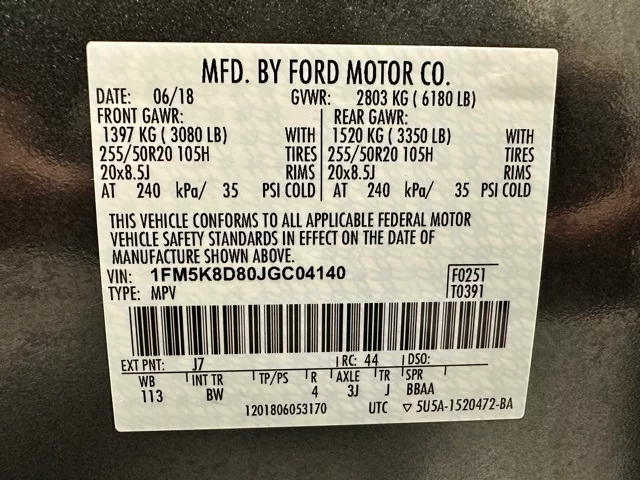 MFD. BY FORD MOTOR CO.
DATE: 06/18 GVWR: 2803 KG ( 6180 LB)
FRONT GAWR: REAR GAWR:
1397 KG ( 3080 LB) WITH 1520 KG ( 3350 LB) WITH
255/50R20 105H TIRES 255/50R20 105H TIRES
20x8.5J RIMS 20x8.5J RIMS
AT 240 kPa/ 35 PSI COLD AT 240 kPa/ 35 PSI COLD
THIS VEHICLE CONFORMS TO ALL APPLICABLE FEDERAL MOTOR
VEHICLE SAFETY STANDARDS IN EFFECT ON THE DATE OF
MANUFACTURE SHOWN ABOVE.
VIN: 1FM5K8D80JGC04140 F0251
TYPE: MPV T0391
EXT PNT: J7 RC: 44 DSO:
WB INT TR TP/PS R AXLE TR SPR
113 BW 4 3J J BBAA
1201806053170 UTC ▽ 5U5A-1520472-BA